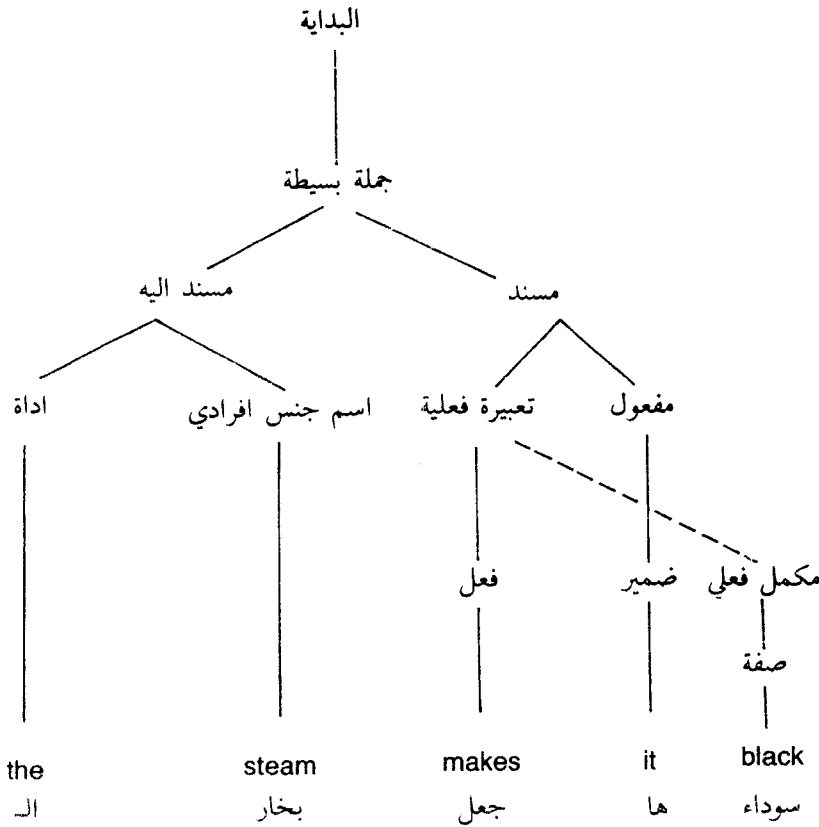 البداية
جملة بسيطة
مسند اليه
مسند
اداة
اسم جنس افرادي
تعبيرة فعلية
مفعول
فعل
ضمير
مكمل فعلي
صفة
the steam makes it black
الـ بخار جعل ها سوداء